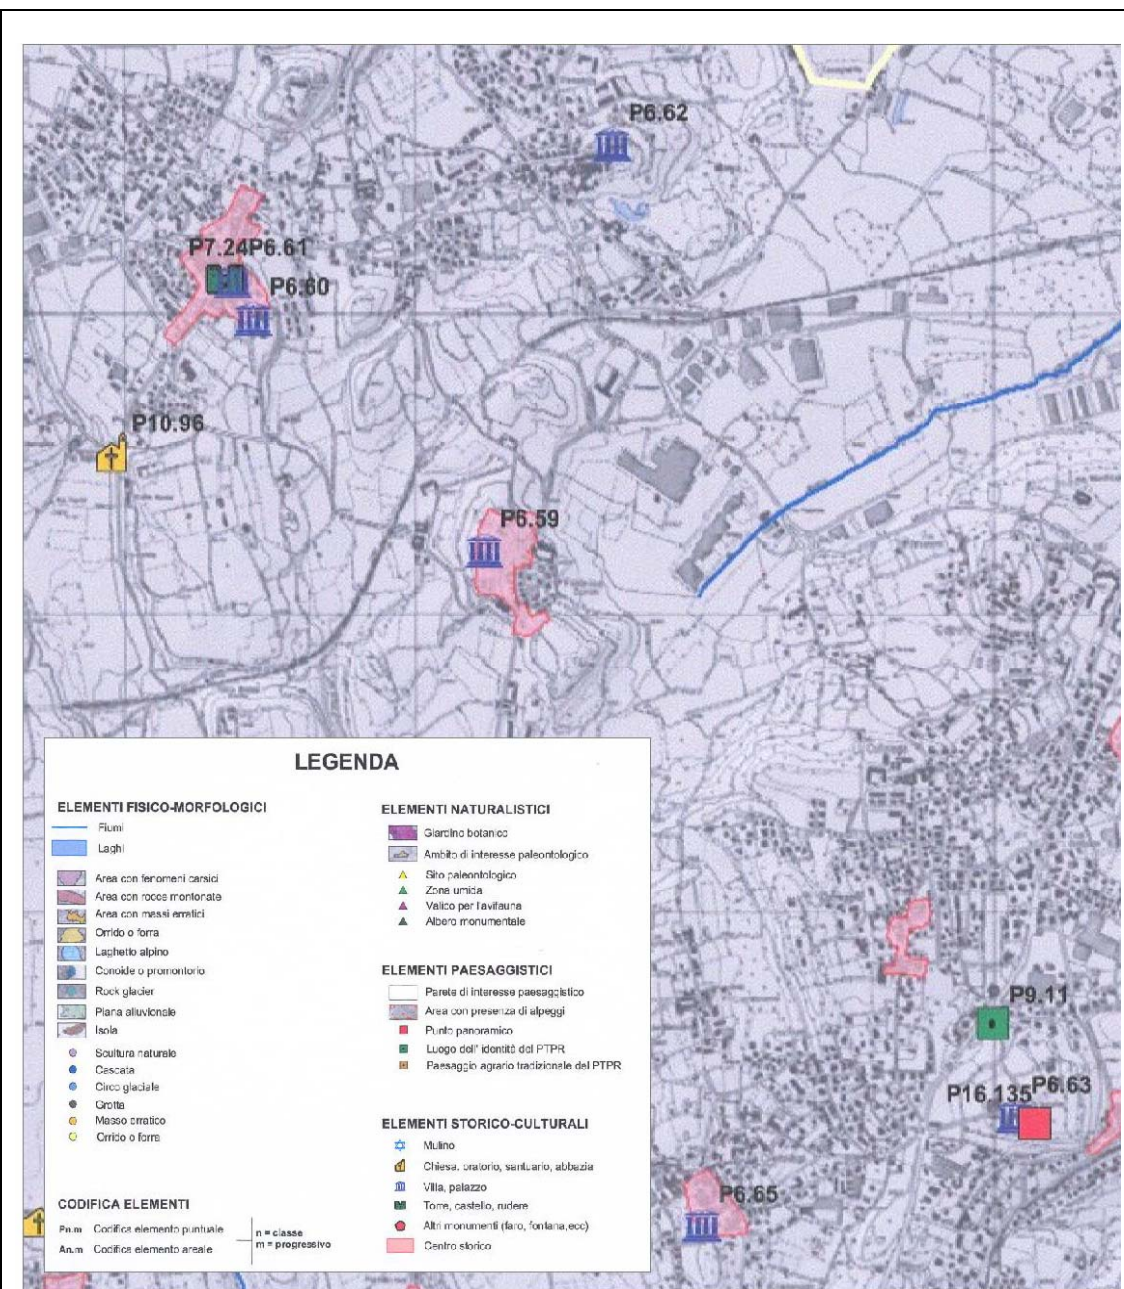 P6.62
P7.24P6.61
P6.60
P10.96
P6.59
P9.11
P16.135 P6.63
P6.65
LEGENDA
ELEMENTI FISICO-MORFOLOGICI
Fiumi
Laghi
Area con fenomeni carsici
Area con rocce montonate
Area con massi erratici
Orrido o forra
Laghetto alpino
Conoide o promontorio
Rock glacier
Piana alluvionale
Isola
Scultura naturale
Cascata
Circo glaciale
Grotta
Masso erratico
Orrido o forra
CODIFICA ELEMENTI
Pn.m Codifica elemento puntuale
An.m Codifica elemento areale
n = classe
m = progressivo
ELEMENTI NATURALISTICI
Giardino botanico
Ambito di interesse paleontologico
Sito paleontologico
Zona umida
Valico per l'avifauna
Albero monumentale
ELEMENTI PAESAGGISTICI
Parete di interesse paesaggistico
Area con presenza di alpeggi
Punto panoramico
Luogo dell' identità del PTPR
Paesaggio agrario tradizionale del PTPR
ELEMENTI STORICO-CULTURALI
Mulino
Chiesa, oratorio, santuario, abbazia
Villa, palazzo
Torre, castello, rudere
Altri monumenti (faro, fontana,ecc)
Centro storico